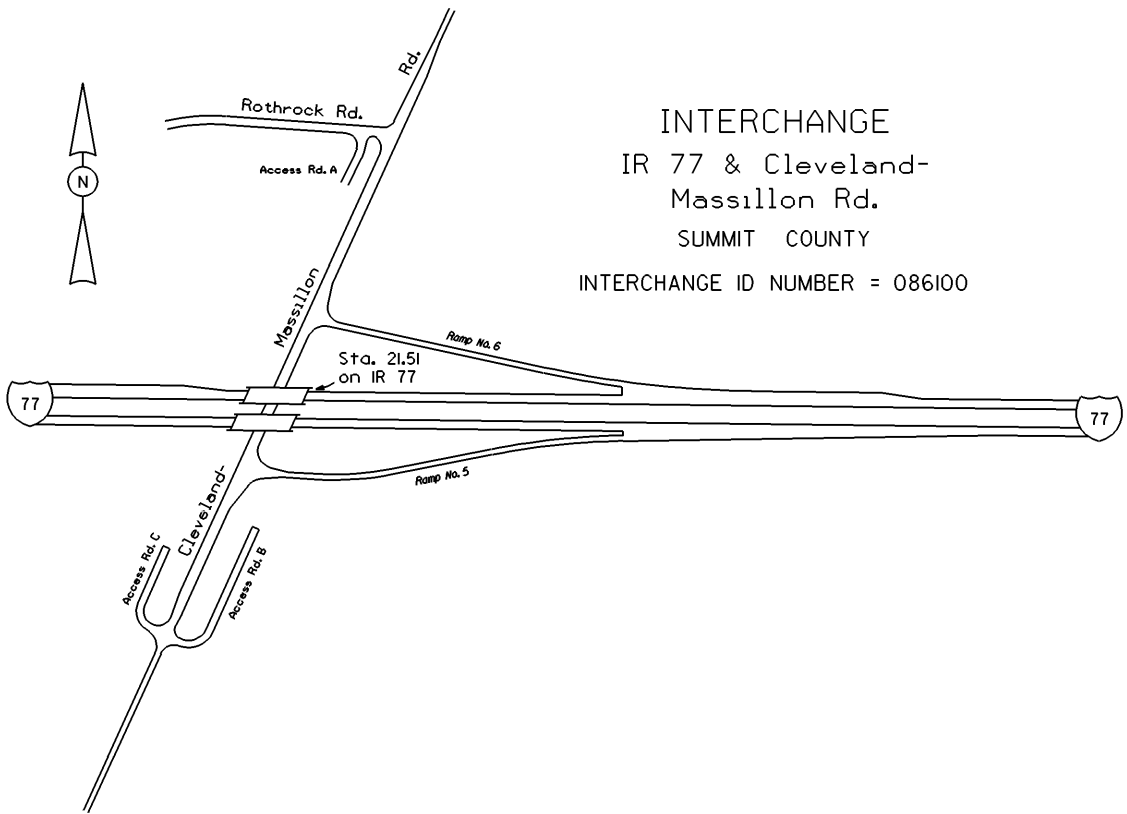 Rd.
Rothrock Rd.
Access Rd. A
N
INTERCHANGE
IR 77 & Cleveland-
Massillon Rd.
SUMMIT COUNTY
INTERCHANGE ID NUMBER = 086100
Massillon
Ramp No. 6
Sta. 21.51
on IR 77
77
77
Ramp No. 5
Cleveland-
Access Rd. C
Access Rd. B